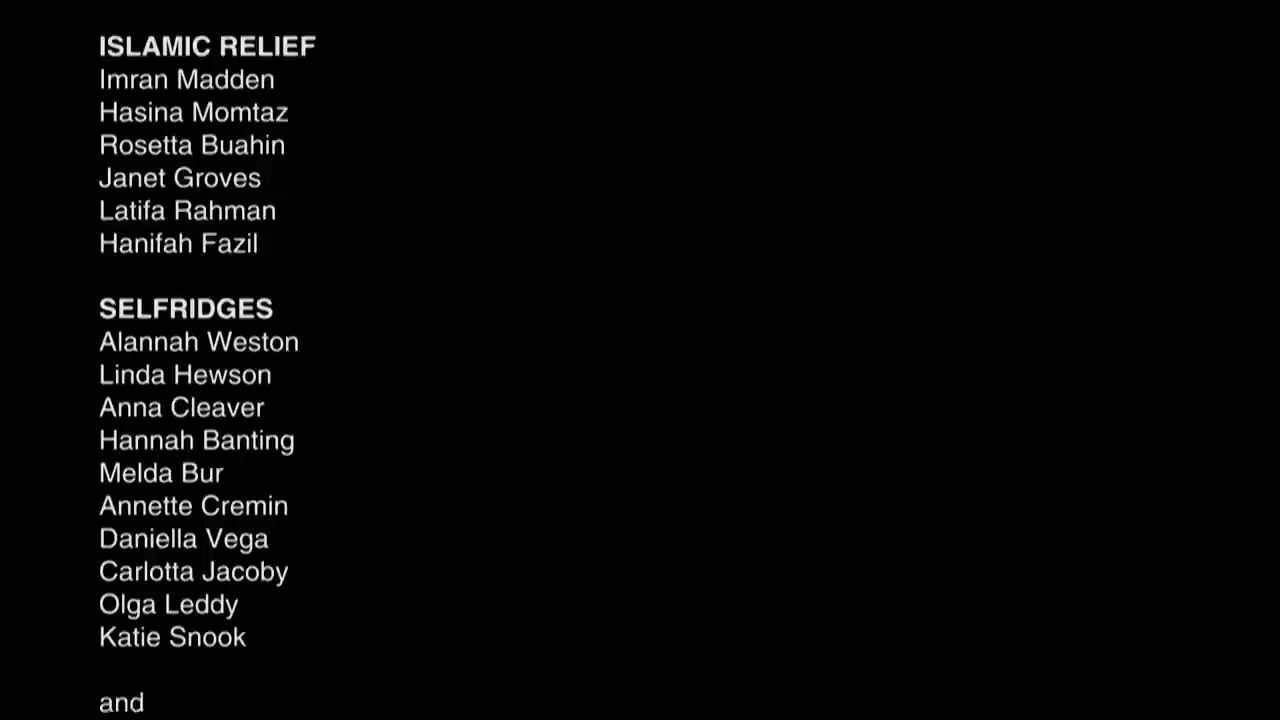 ISLAMIC RELIEF
Imran Madden
Hasina Momtaz
Rosetta Buahin
Janet Groves
Latifa Rahman
Hanifah Fazil
SELFRIDGES
Alannah Weston
Linda Hewson
Anna Cleaver
Hannah Banting
Melda Bur
Annette Cremin
Daniella Vega
Carlotta Jacoby
Olga Leddy
Katie Snook
and